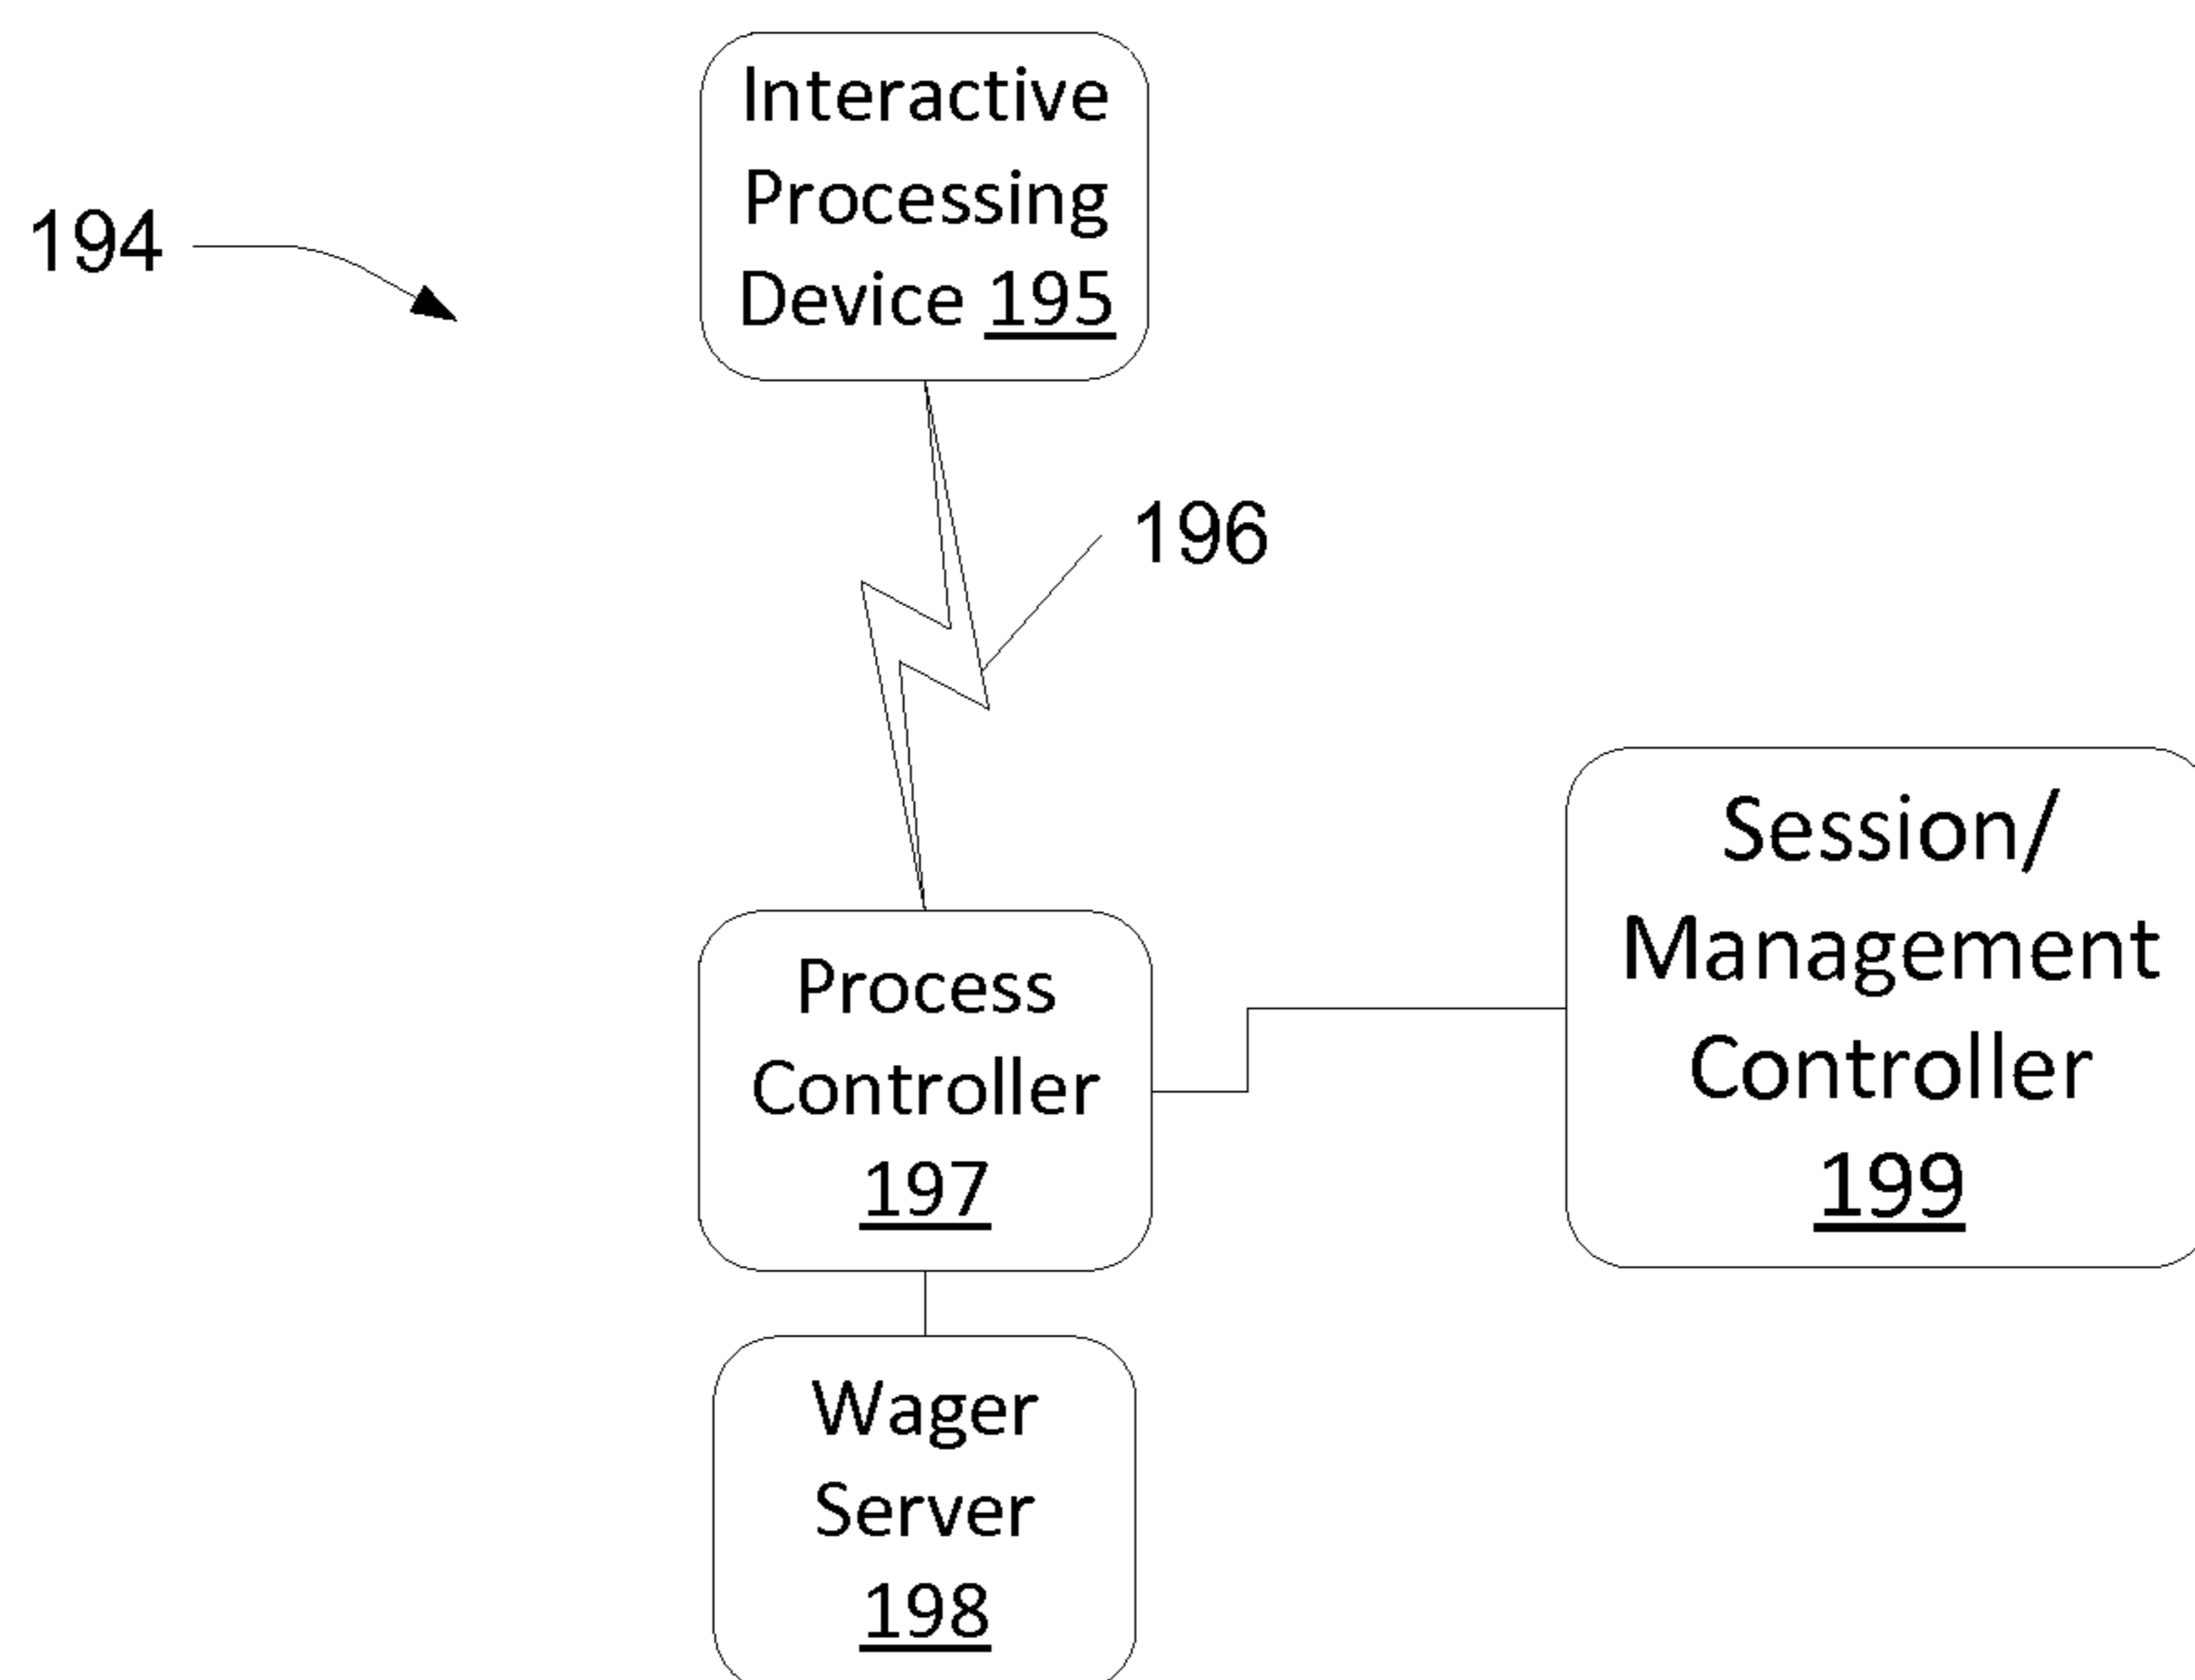 Interactive
Processing
Device 195
194
196
Process
Controller
197
Session/
Management
Controller
199
Wager
Server
198